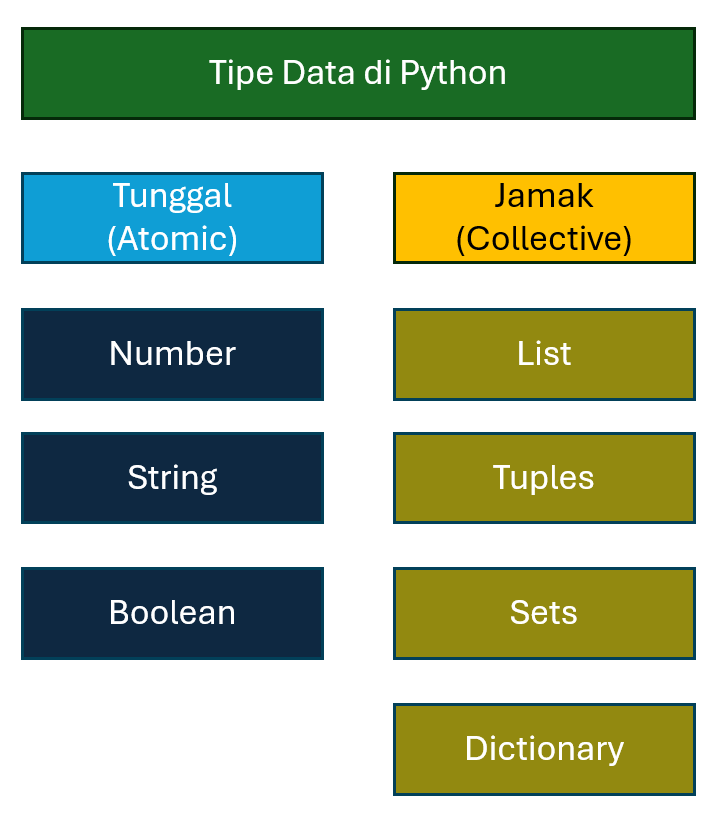 Tipe Data di Python
Tunggal
(Atomic)
Jamak
(Collective)
Number
List
String
Tuples
Boolean
Sets
Dictionary